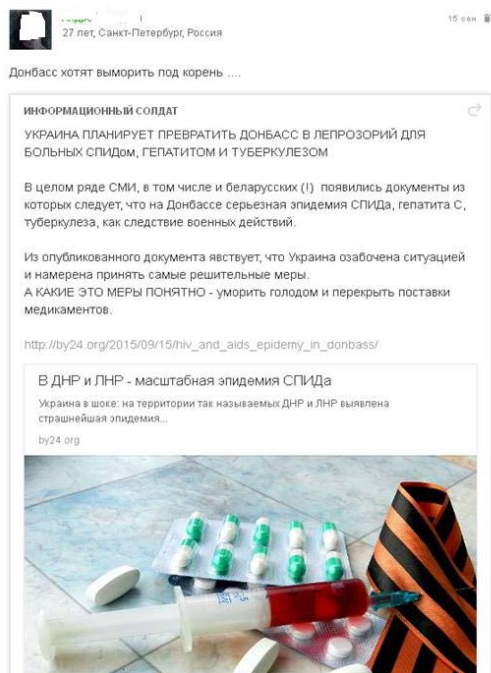 15 сен
27 лет, Санкт-Петербург, Россия
Донбасс хотят выморить под корень ....
ИНФОРМАЦИОННЫЙ СОЛДАТ
УКРАИНА ПЛАНИРУЕТ ПРЕВРАТИТЬ ДОНБАСС В ЛЕПРОЗОРИЙ ДЛЯ
БОЛЬНЫХ СПИДом, ГЕПАТИТОМ И ТУБЕРКУЛЕЗОМ
В целом ряде СМИ, в том числе и беларусских (!) появились документы из
которых следует, что на Донбассе серьезная эпидемия СПИДа, гепатита С,
туберкулеза, как следствие военных действий.
Из опубликованного документа явствует, что Украина озабочена ситуацией
и намерена принять самые решительные меры.
А КАКИЕ ЭТО МЕРЫ ПОНЯТНО - уморить голодом и перекрыть поставки
медикаментов.
http://by24.org/2015/09/15/hiv_and_aids_epidemy_in_donbass/
В ДНР и ЛНР - масштабная эпидемия СПИДа
Украина в шоке: на территории так называемых ДНР и ЛНР выявлена
страшнейшая эпидемия...
by24.org